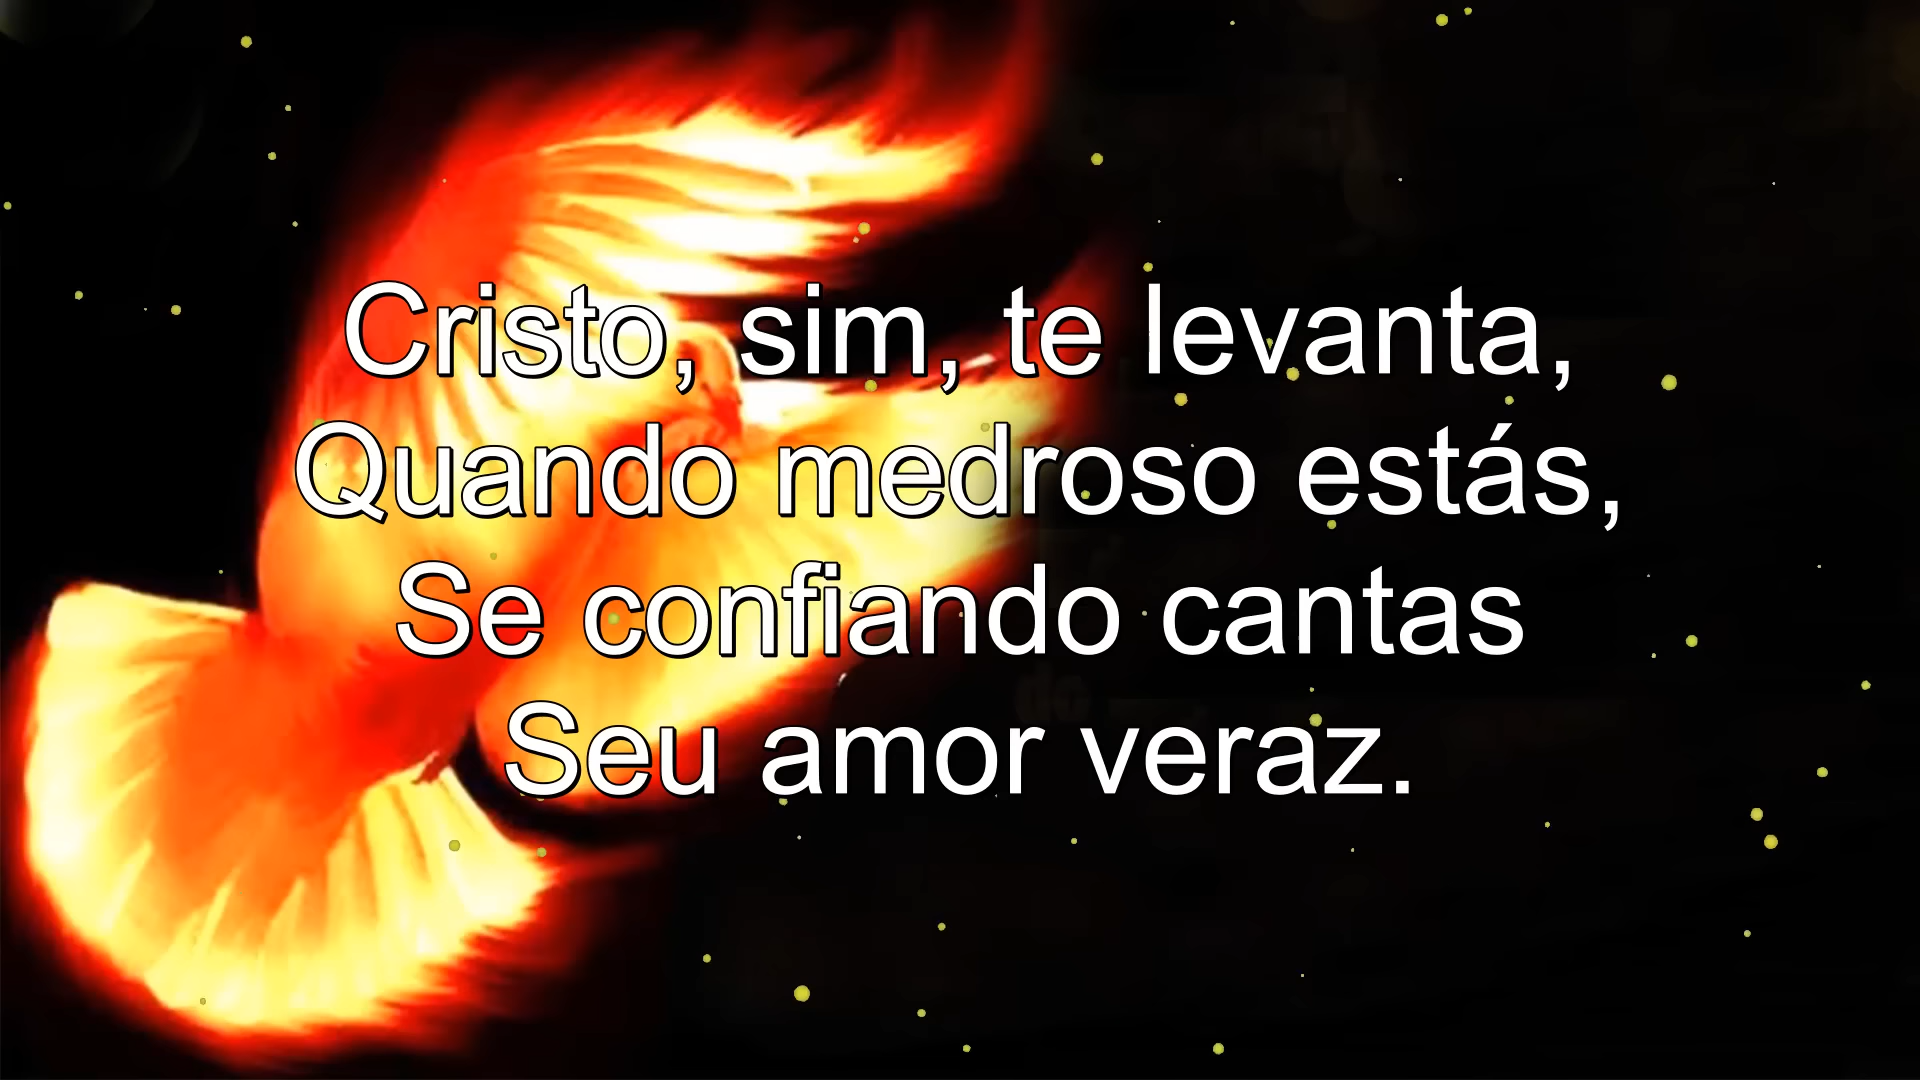 Cristo, sim, te levanta,
Quando medroso estás,
Se confiando cantas
Seu amor veraz.